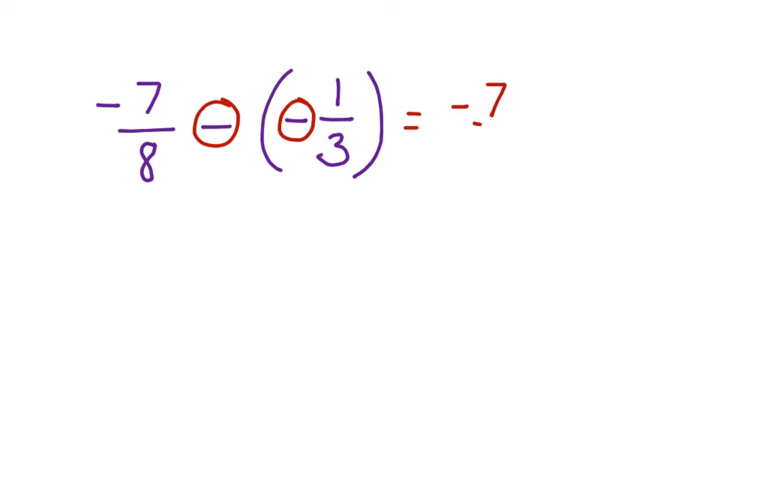 -7/8 - (-1/3) = -7